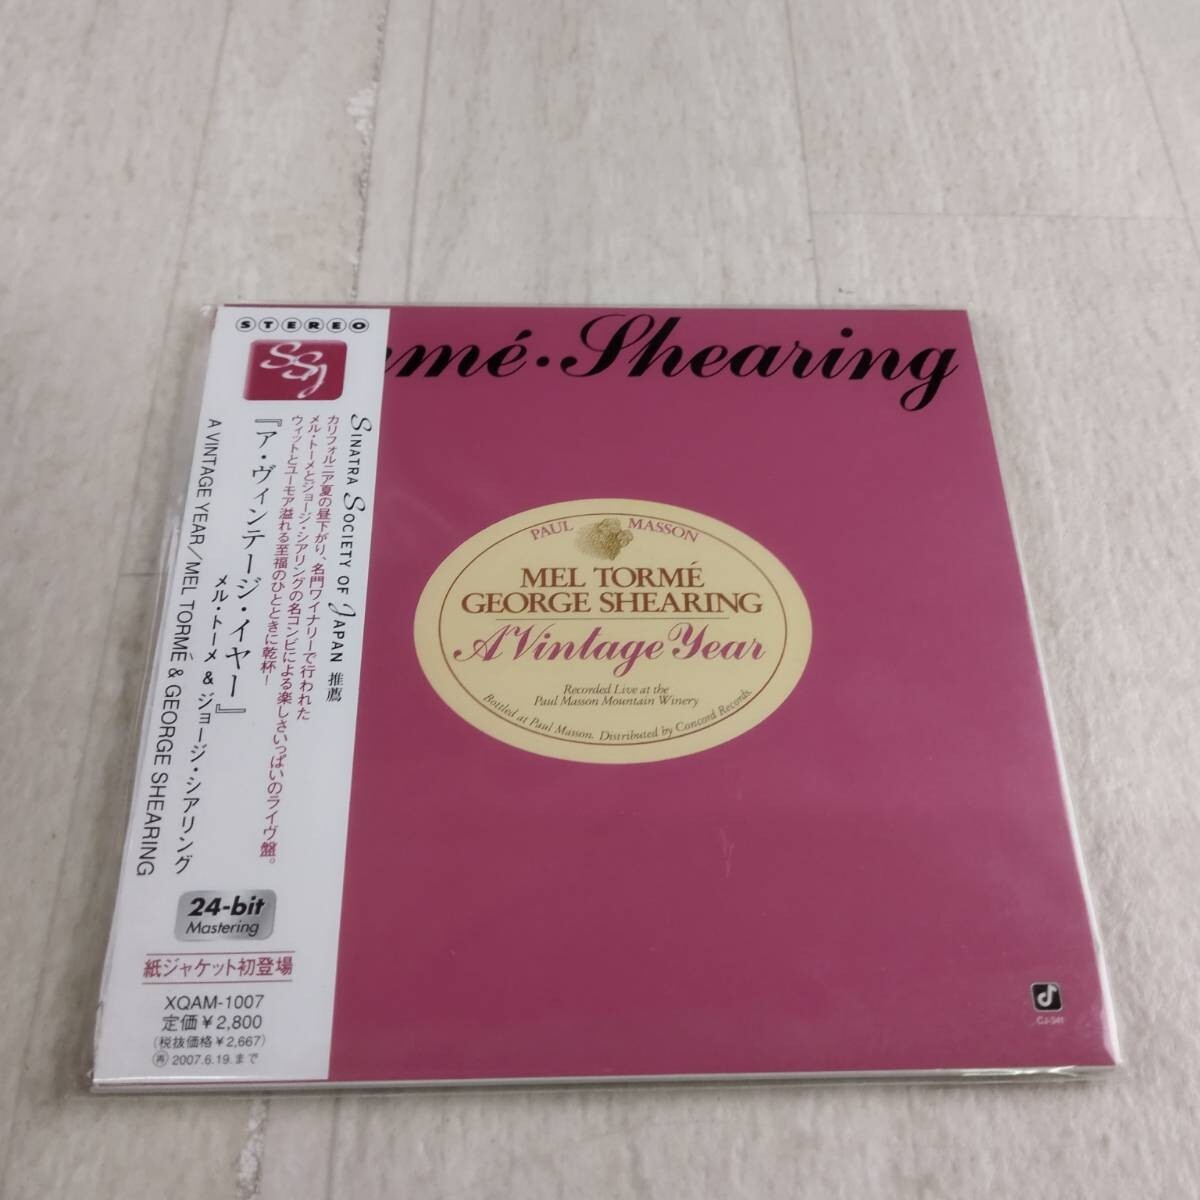 STEREO
SSJ
SINATRA SOCIETY OF JAPAN 推薦
カリフォルニア夏の昼下がり、名門ワイナリーで行われた
メル・トーメとジョージ・シアリングの名コンビによる楽しさいっぱいのライヴ盤。
ウィットとユーモア溢れる至福のひとときに乾杯!
『ア・ヴィンテージ・イヤー』
メル・トーメ & ジョージ・シアリング
A VINTAGE YEAR/MEL TORMÉ & GEORGE SHEARING
24-bit
Mastering
紙ジャケット初登場
XQAM-1007
定価¥2,800
(税抜価格¥2,667)
再 2007.6.19.まで
rmé・Shearing
PAUL MASSON
MEL TORMÉ
GEORGE SHEARING
A Vintage Year
Recorded Live at the
Paul Masson Mountain Winery
Bottled at Paul Masson. Distributed by Concord Records.
CJ-341